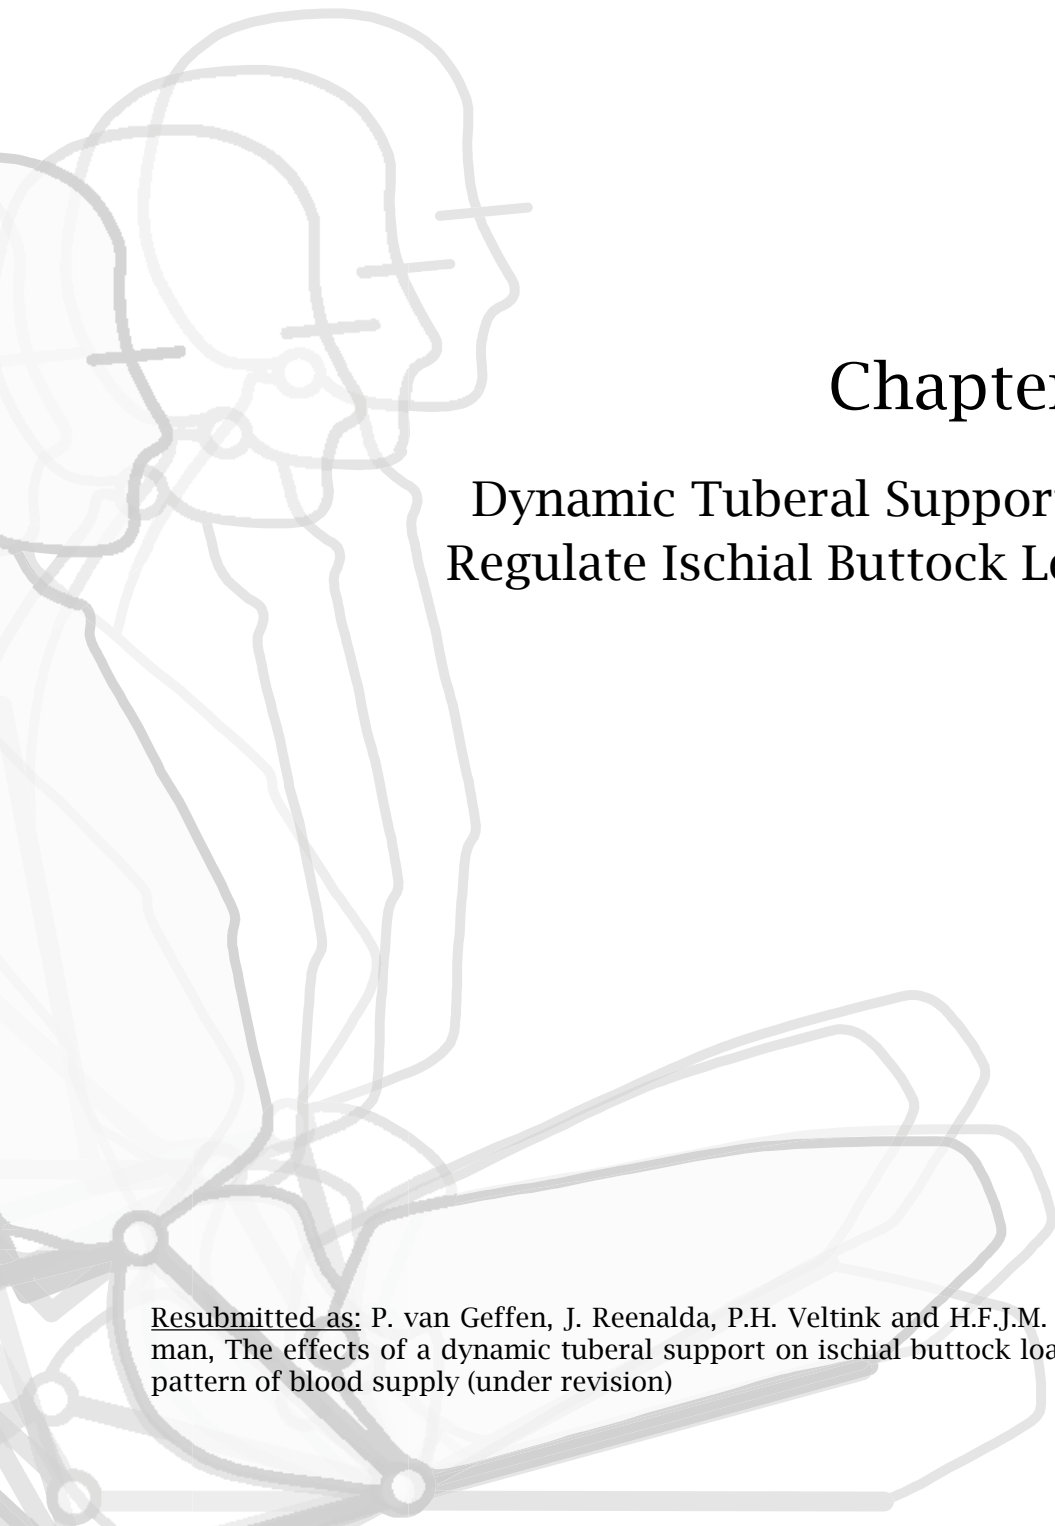 Chapter
Dynamic Tuberal Support
Regulate Ischial Buttock
Resubmitted as: P. van Geffen, J. Reenalda, P.H. Veltink and H.F.J.M.
man, The effects of a dynamic tuberal support on ischial buttock
pattern of blood supply (under revision)